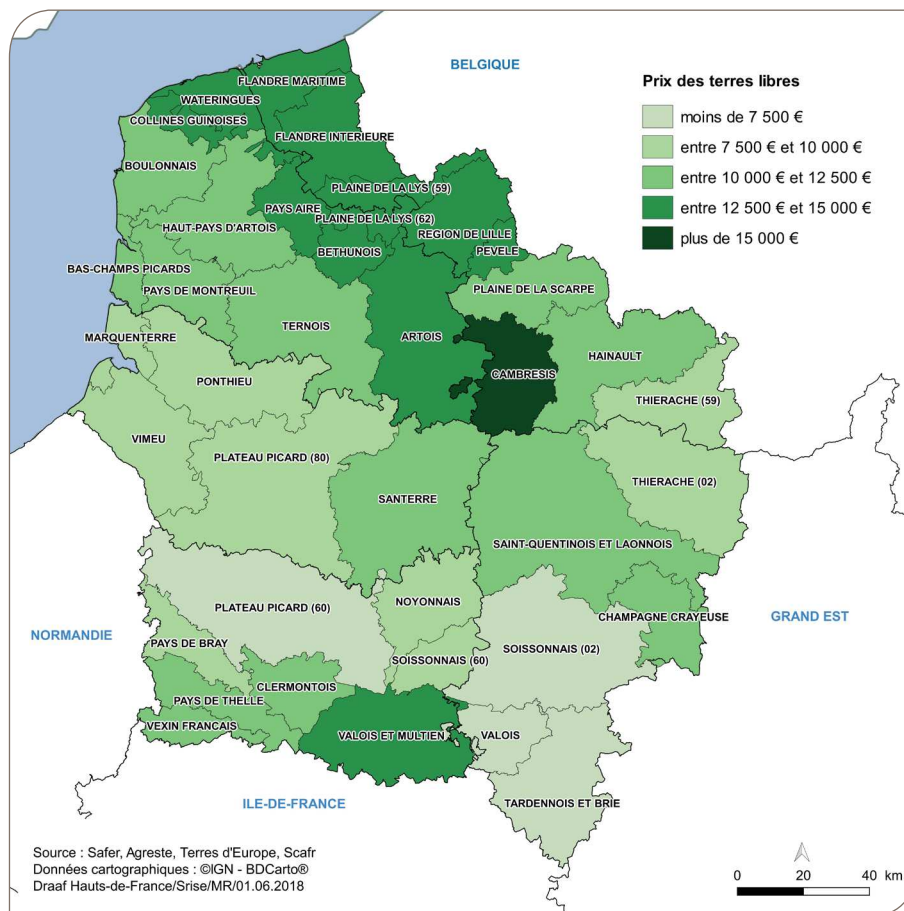 BELGIQUE
Prix des terres libres
moins de 7 500 €
entre 7 500 € et 10 000 €
entre 10 000 € et 12 500 €
entre 12 500 € et 15 000 €
plus de 15 000 €
FLANDRE MARITIME
WATERINGUES
COLLINES GUINOISES
FLANDRE INTERIEURE
BOULONNAIS
PLAINE DE LA LYS (59)
PAYS AIRE
PLAINE DE LA LYS (62)
HAUT-PAYS D'ARTOIS
REGION DE LILLE
BETHUNOIS
PEVELE
BAS-CHAMPS PICARDS
PAYS DE MONTREUIL
PLAINE DE LA SCARPE
TERNOIS
MARQUENTERRE
ARTOIS
HAINAULT
CAMBRESIS
PONTHIEU
THIERACHE (59)
VIMEU
PLATEAU PICARD (80)
THIERACHE (02)
SANTERRE
SAINT-QUENTINOIS ET LAONNOIS
NOYONNAIS
PLATEAU PICARD (60)
CHAMPAGNE CRAYEUSE
GRAND EST
NORMANDIE
PAYS DE BRAY
SOISSONNAIS (02)
SOISSONNAIS (60)
CLERMONTOIS
PAYS DE THELLE
VEXIN FRANCAIS
VALOIS ET MULTIEN
VALOIS
ILE-DE-FRANCE
TARDENNOIS ET BRIE
Source : Safer, Agreste, Terres d'Europe, Scafr
Données cartographiques : ©IGN - BDCarto®
Draaf Hauts-de-France/Srise/MR/01.06.2018
0 20 40 km